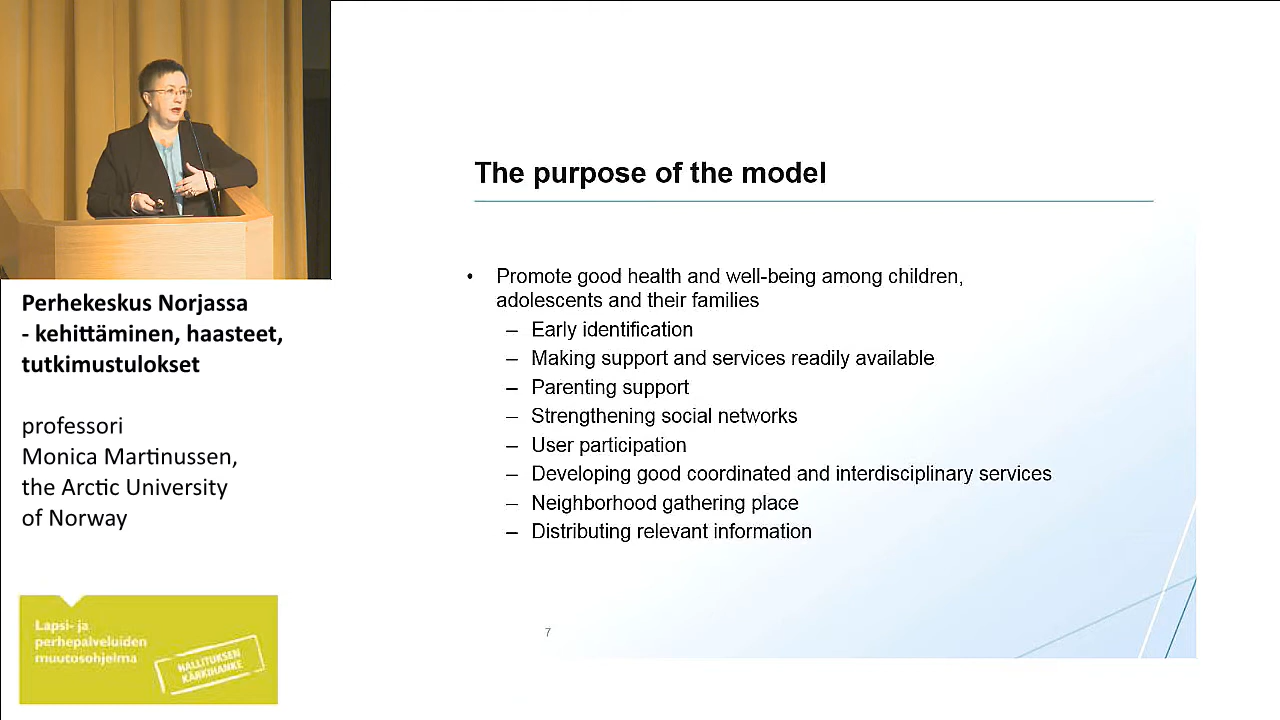 Perhekeskus Norjassa
- kehittäminen, haasteet,
tutkimustulokset
professori
Monica Martinussen,
the Arctic University
of Norway
Lapsi- ja
perhepalveluiden
muutosohjelma
HALLITUKSEN
KÄRKIHANKE
The purpose of the model
• Promote good health and well-being among children,
adolescents and their families
– Early identification
– Making support and services readily available
– Parenting support
– Strengthening social networks
– User participation
– Developing good coordinated and interdisciplinary services
– Neighborhood gathering place
– Distributing relevant information
7